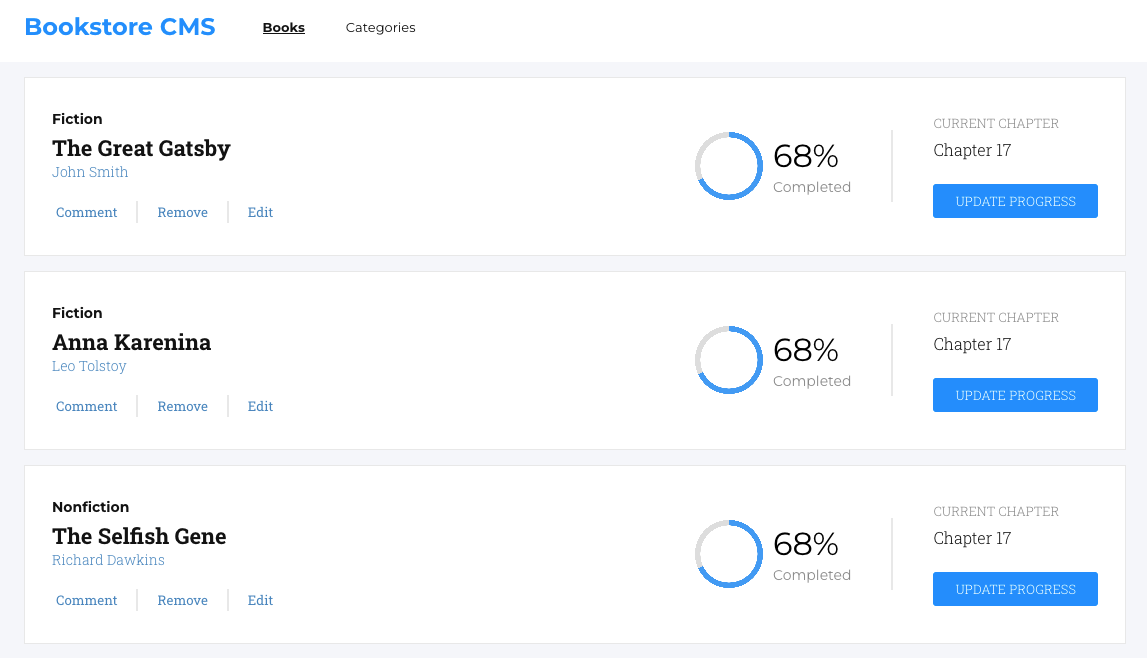 Bookstore CMS Books Categories
Fiction
The Great Gatsby
John Smith
Comment Remove Edit
68%
Completed
CURRENT CHAPTER
Chapter 17
UPDATE PROGRESS
Fiction
Anna Karenina
Leo Tolstoy
Comment Remove Edit
68%
Completed
CURRENT CHAPTER
Chapter 17
UPDATE PROGRESS
Nonfiction
The Selfish Gene
Richard Dawkins
Comment Remove Edit
68%
Completed
CURRENT CHAPTER
Chapter 17
UPDATE PROGRESS